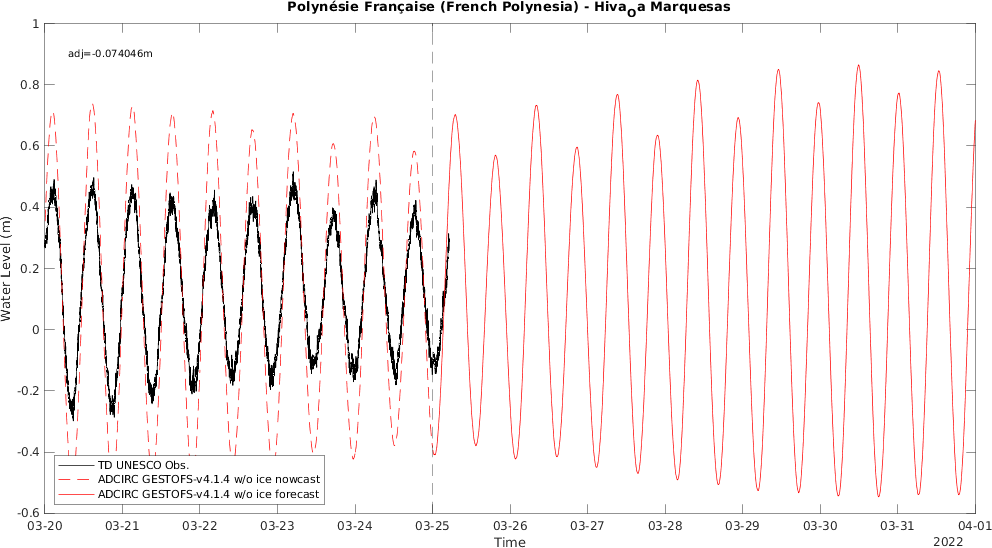 Polynésie Française (French Polynesia) - Hiva_Oa Marquesas
adj=-0.074046m
Water Level (m)
1
0.8
0.6
0.4
0.2
0
-0.2
-0.4
-0.6
TD UNESCO Obs.
ADCIRC GESTOFS-v4.1.4 w/o ice nowcast
ADCIRC GESTOFS-v4.1.4 w/o ice forecast
03-20 03-21 03-22 03-23 03-24 03-25 03-26 03-27 03-28 03-29 03-30 03-31 04-01
Time
2022